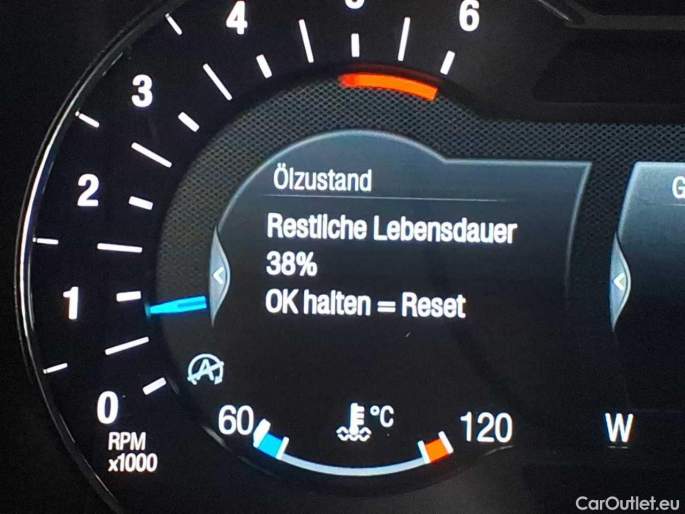 4
5
6
3
2
1
0
RPM
x1000
Ölzustand
Restliche Lebensdauer
38%
OK halten = Reset
G
A
60
°C
120
W
CarOutlet.eu